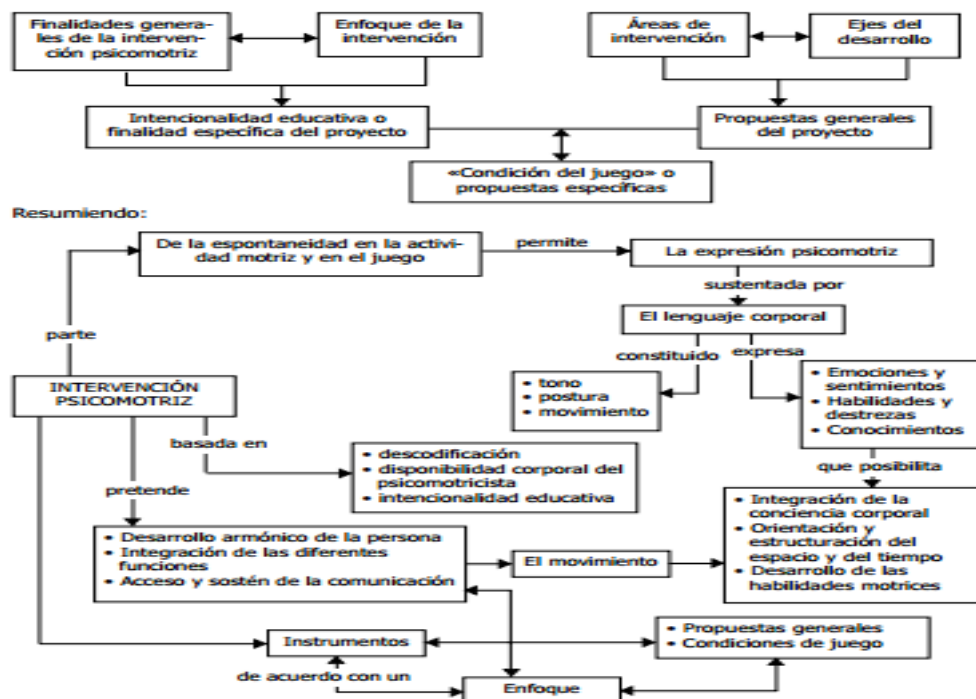 Finalidades genera-
les de la interven-
ción psicomotriz
Enfoque de la
intervención
Áreas de
intervención
Ejes del
desarrollo
Intencionalidad educativa o
finalidad específica del proyecto
Propuestas generales
del proyecto
«Condición del juego» o
propuestas específicas
Resumiendo:
De la espontaneidad en la activi-
dad motriz y en el juego
permite
La expresión psicomotriz
sustentada por
El lenguaje corporal
parte
constituido
expresa
INTERVENCIÓN
PSICOMOTRIZ
• tono
• postura
• movimiento
• Emociones y
sentimientos
• Habilidades y
destrezas
• Conocimientos
basada en
• descodificación
• disponibilidad corporal del
psicomotricista
• intencionalidad educativa
que posibilita
pretende
• Integración de la
conciencia corporal
• Orientación y
estructuración del
espacio y del tiempo
• Desarrollo de las
habilidades motrices
• Desarrollo armónico de la persona
• Integración de las diferentes
funciones
• Acceso y sostén de la comunicación
El movimiento
Instrumentos
• Propuestas generales
• Condiciones de juego
de acuerdo con un
Enfoque